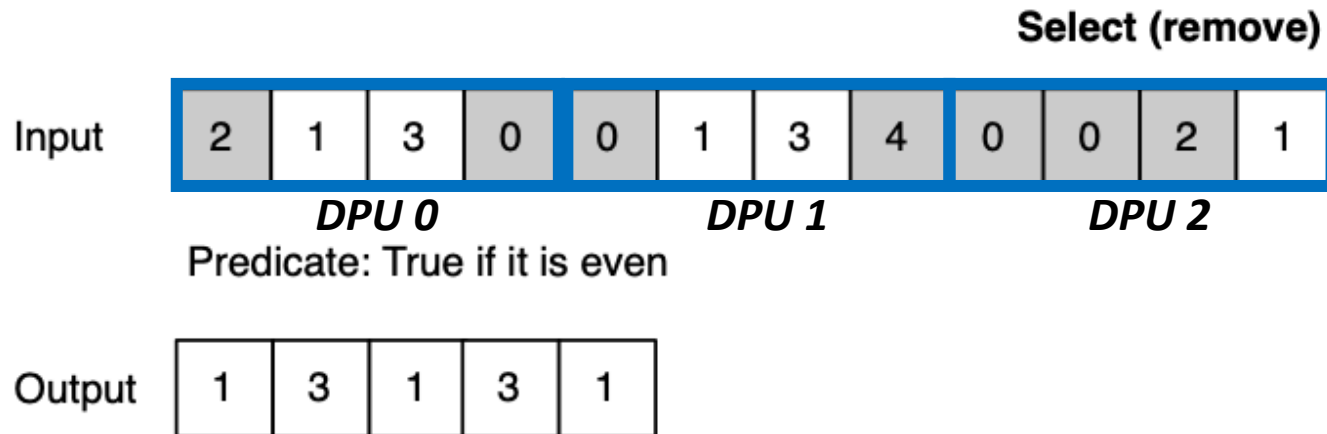 Select (remove)
Input 2 1 3 0 0 1 3 4 0 0 2 1
DPU 0 DPU 1 DPU 2
Predicate: True if it is even
Output 1 3 1 3 1